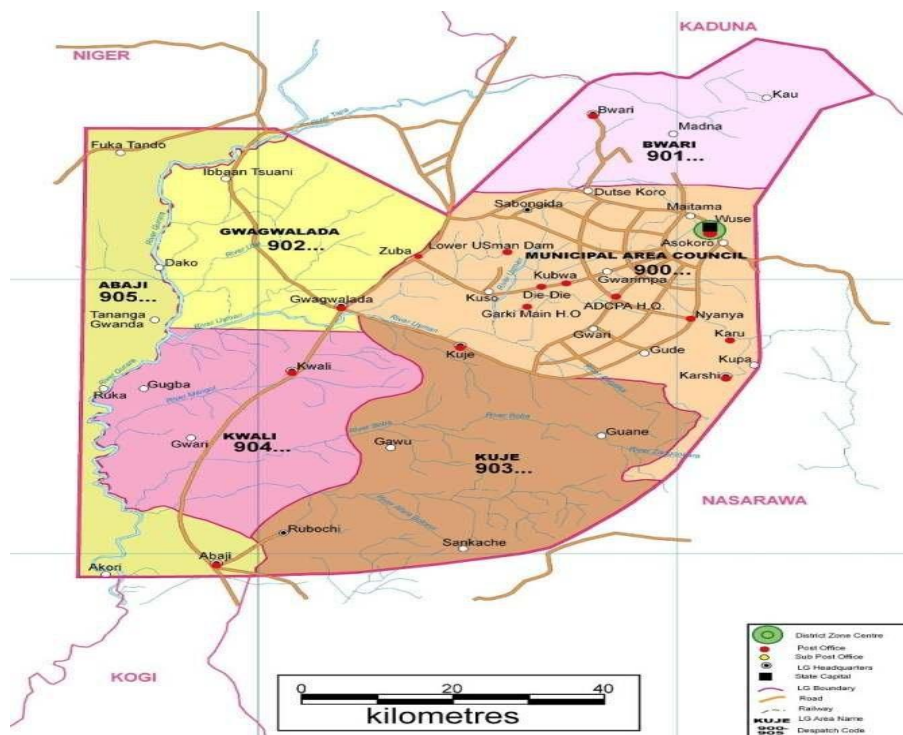 NIGER
KADUNA
Kau
Bwari
Madna
BWARI
901...
Fuka Tando
Ibbaan Tsuani
Dutse Koro
Sabongida
Maitama
Wuse
GWAGWALADA
902...
Zuba
Lower USman Dam
Asokoro
MUNICIPAL AREA COUNCIL
900...
Dako
ABAJI
905...
Kubwa
Gwarimpa
Gwagwalada
Kuso
Die-Die
ADCPA H.Q.
Tananga
Gwanda
Garki Main H.O
Nyanya
River Usman
River Usman
Gwari
Karu
Kuje
Gude
Kupa
Kwali
Karshi
Ruka
Gugba
Gwari
KWALI
904...
Gawu
Guane
KUJE
903...
NASARAWA
Rubochi
Sankache
Abaji
Akori
KOGI
0 20 40
kilometres
District Zone Centre
Post Office
Sub Post Office
LG Headquarters
State Capital
LG Boundary
Road
Railway
KUJE LG Area Name
900-
905 Despatch Code